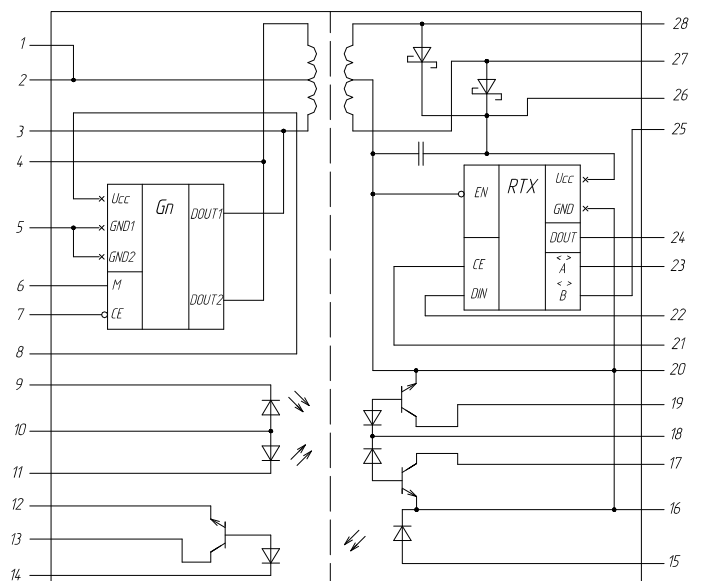 1
2
3
4
5
6
7
8
9
10
11
12
13
14
Ucc
GND1
GND2
M
CE
Gn
DOUT1
DOUT2
EN
CE
DIN
RTX
Ucc
GND
DOUT
< >
A
< >
B
28
27
26
25
24
23
22
21
20
19
18
17
16
15